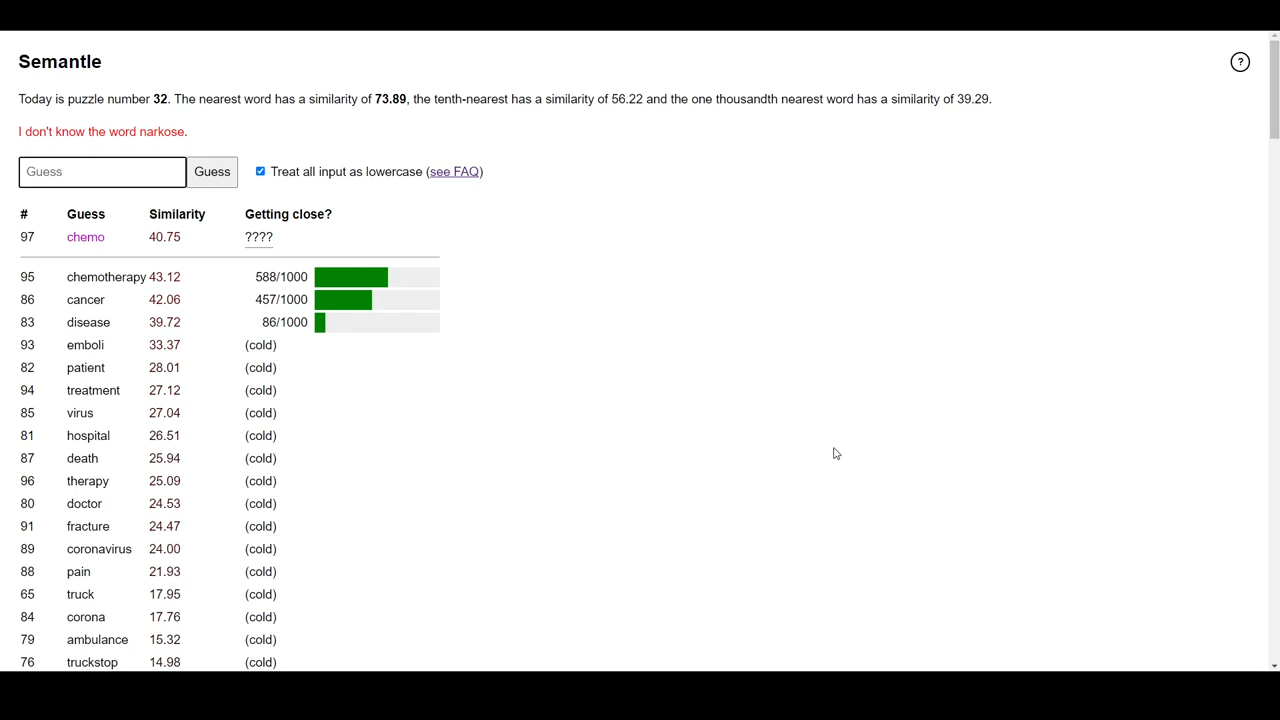 Semantle
?
Today is puzzle number 32. The nearest word has a similarity of 73.89, the tenth-nearest has a similarity of 56.22 and the one thousandth nearest word has a similarity of 39.29.
I don't know the word narkose.
Guess Guess Treat all input as lowercase (see FAQ)
# Guess Similarity Getting close?
97 chemo 40.75 ????
95 chemotherapy 43.12 588/1000
86 cancer 42.06 457/1000
83 disease 39.72 86/1000
93 emboli 33.37 (cold)
82 patient 28.01 (cold)
94 treatment 27.12 (cold)
85 virus 27.04 (cold)
81 hospital 26.51 (cold)
87 death 25.94 (cold)
96 therapy 25.09 (cold)
80 doctor 24.53 (cold)
91 fracture 24.47 (cold)
89 coronavirus 24.00 (cold)
88 pain 21.93 (cold)
65 truck 17.95 (cold)
84 corona 17.76 (cold)
79 ambulance 15.32 (cold)
76 truckstop 14.98 (cold)